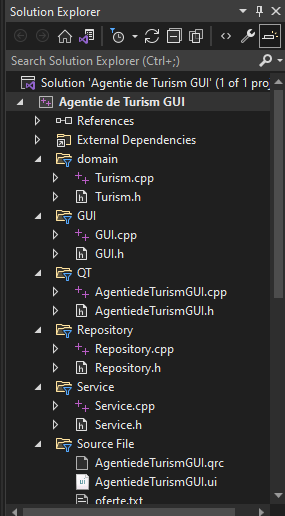 Solution Explorer
Search Solution Explorer (Ctrl+;)
Solution 'Agentie de Turism GUI' (1 of 1 proj
Agentie de Turism GUI
References
External Dependencies
domain
Turism.cpp
Turism.h
GUI
GUI.cpp
GUI.h
QT
AgentiedeTurismGUI.cpp
AgentiedeTurismGUI.h
Repository
Repository.cpp
Repository.h
Service
Service.cpp
Service.h
Source File
AgentiedeTurismGUI.qrc
AgentiedeTurismGUI.ui
oferte.txt